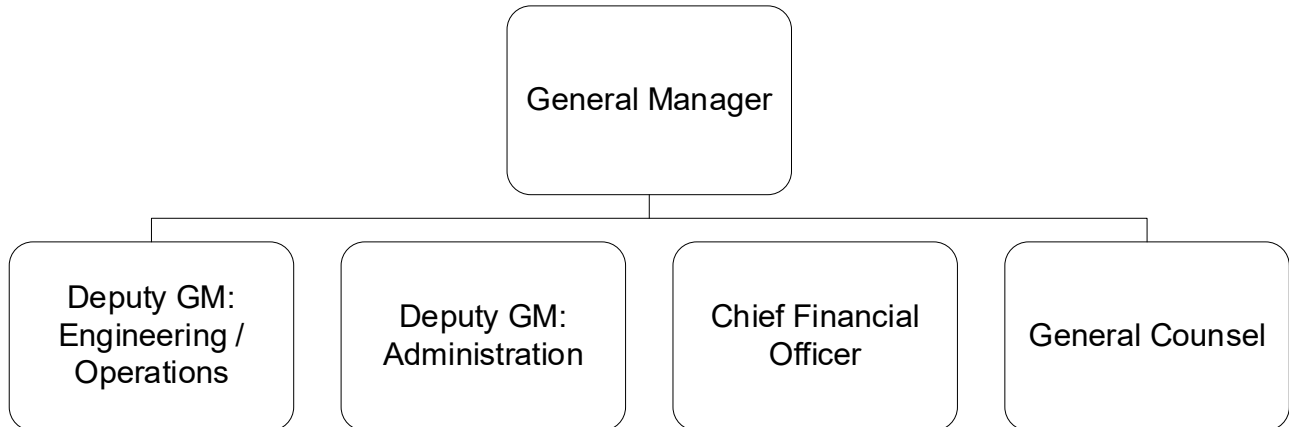 General Manager
Deputy GM:
Engineering /
Operations
Deputy GM:
Administration
Chief Financial
Officer
General Counsel